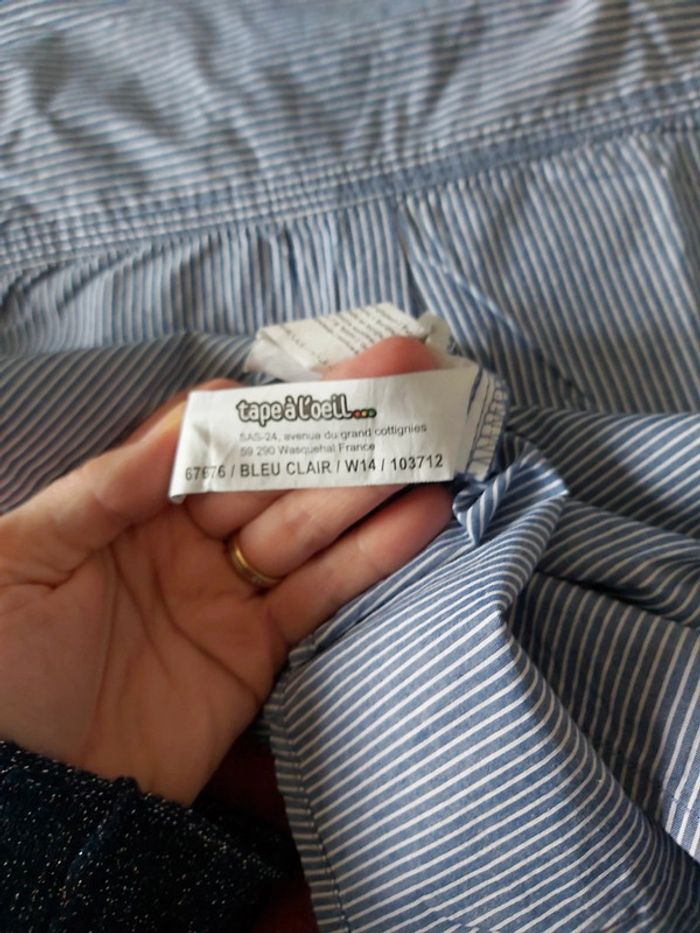 tape à l'oeil...
SAS-24, avenue du grand cottignies
59 290 Wasquehal France
67676 / BLEU CLAIR / W14 / 103712